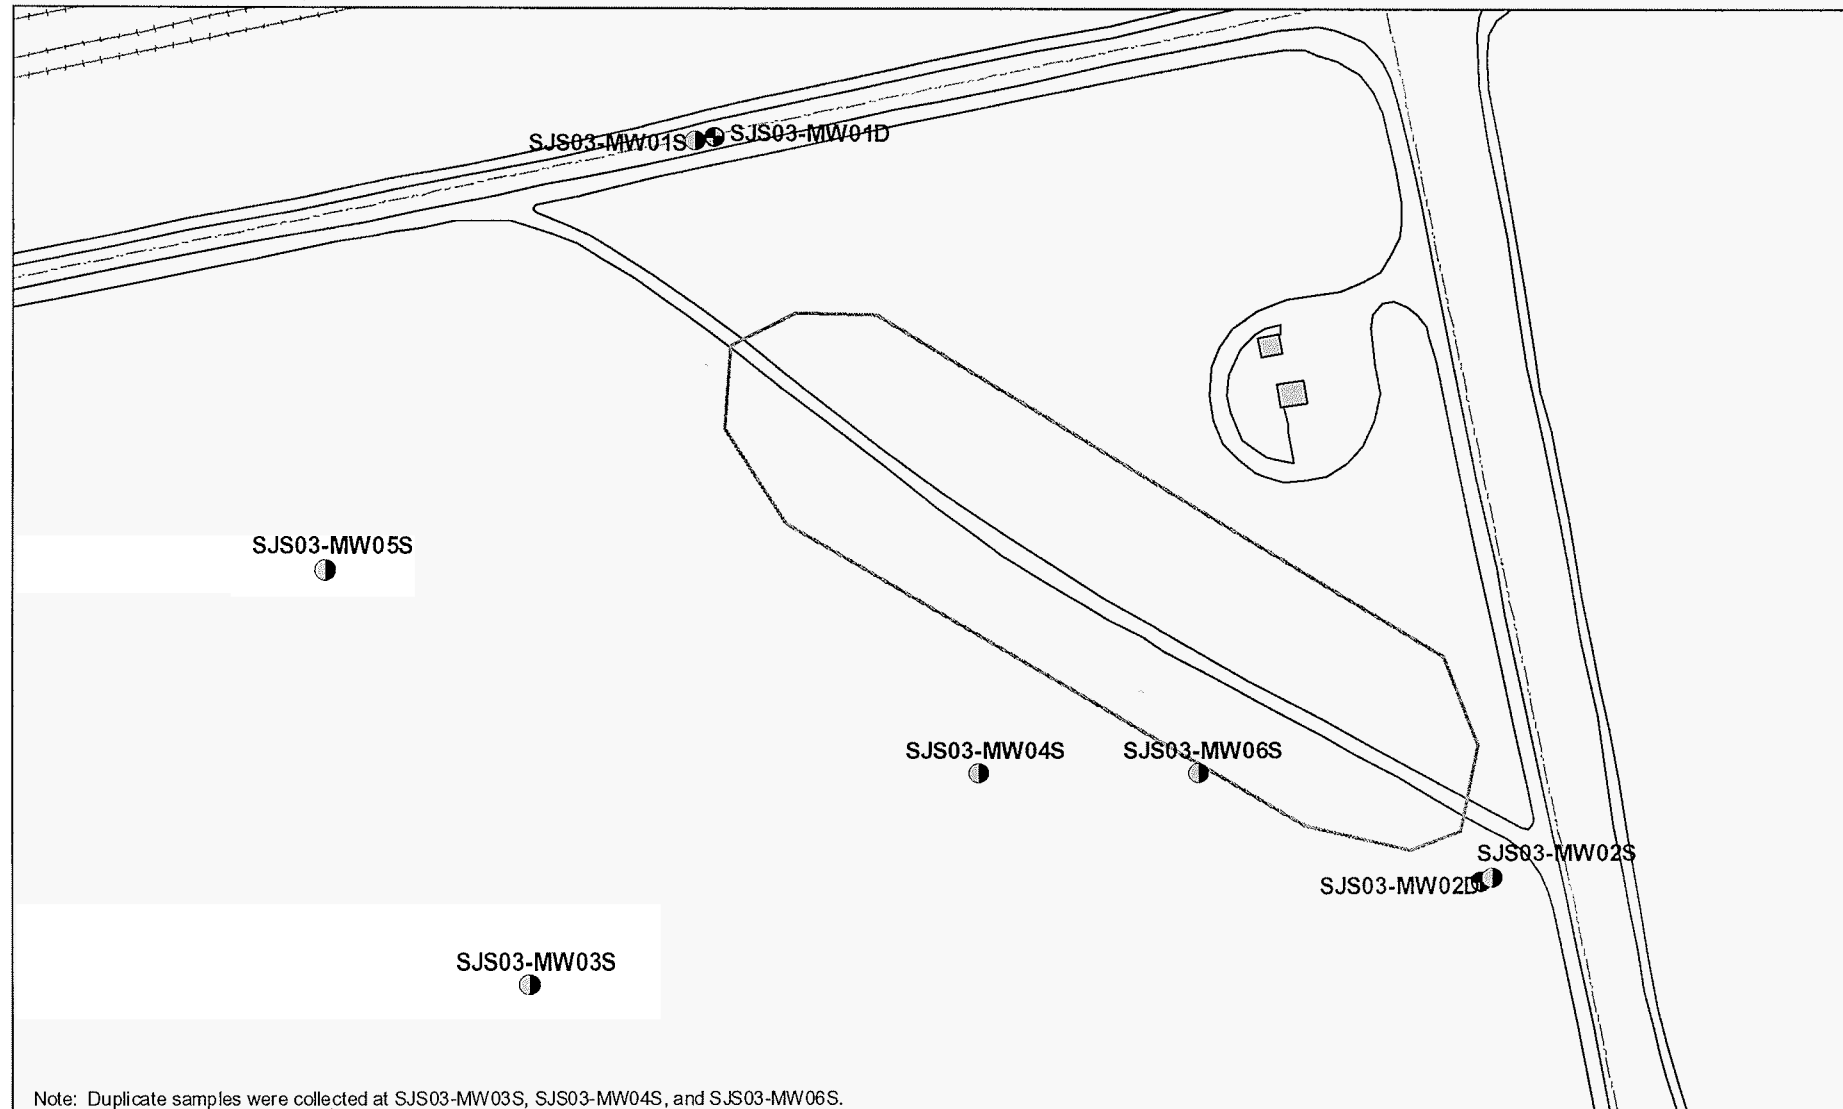 SJS03-MW01S
SJS03-MW01D
SJS03-MW05S
SJS03-MW04S
SJS03-MW06S
SJS03-MW02S
SJS03-MW02D
SJS03-MW03S
Note: Duplicate samples were collected at SJS03-MW03S, SJS03-MW04S, and SJS03-MW06S.